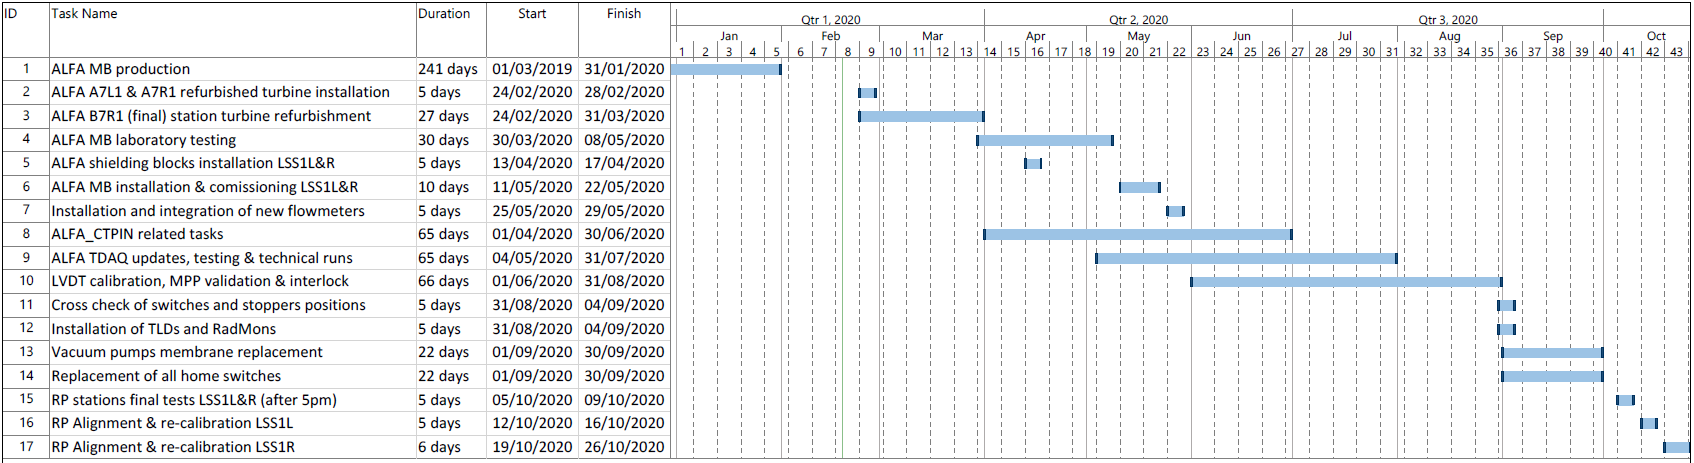 ID Task Name Duration Start Finish
Qtr 1, 2020 Qtr 2, 2020 Qtr 3, 2020
Jan Feb Mar Apr May Jun Jul Aug Sep Oct
1 2 3 4 5 6 7 8 9 10 11 12 13 14 15 16 17 18 19 20 21 22 23 24 25 26 27 28 29 30 31 32 33 34 35 36 37 38 39 40 41 42 43
1 ALFA MB production 241 days 01/03/2019 31/01/2020
2 ALFA A7L1 & A7R1 refurbished turbine installation 5 days 24/02/2020 28/02/2020
3 ALFA B7R1 (final) station turbine refurbishment 27 days 24/02/2020 31/03/2020
4 ALFA MB laboratory testing 30 days 30/03/2020 08/05/2020
5 ALFA shielding blocks installation LSS1L&R 5 days 13/04/2020 17/04/2020
6 ALFA MB installation & comissioning LSS1L&R 10 days 11/05/2020 22/05/2020
7 Installation and integration of new flowmeters 5 days 25/05/2020 29/05/2020
8 ALFA_CTPIN related tasks 65 days 01/04/2020 30/06/2020
9 ALFA TDAQ updates, testing & technical runs 65 days 04/05/2020 31/07/2020
10 LVDT calibration, MPP validation & interlock 66 days 01/06/2020 31/08/2020
11 Cross check of switches and stoppers positions 5 days 31/08/2020 04/09/2020
12 Installation of TLDs and RadMons 5 days 31/08/2020 04/09/2020
13 Vacuum pumps membrane replacement 22 days 01/09/2020 30/09/2020
14 Replacement of all home switches 22 days 01/09/2020 30/09/2020
15 RP stations final tests LSS1L&R (after 5pm) 5 days 05/10/2020 09/10/2020
16 RP Alignment & re-calibration LSS1L 5 days 12/10/2020 16/10/2020
17 RP Alignment & re-calibration LSS1R 6 days 19/10/2020 26/10/2020